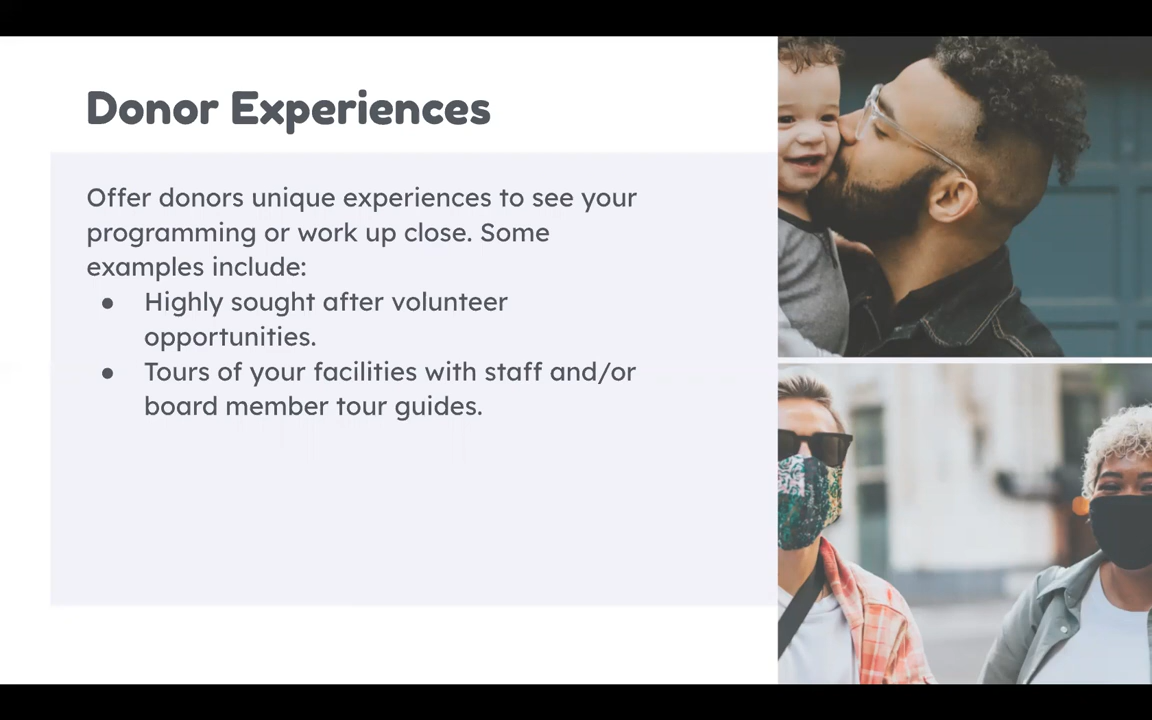 Donor Experiences
Offer donors unique experiences to see your
programming or work up close. Some
examples include:
● Highly sought after volunteer
opportunities.
● Tours of your facilities with staff and/or
board member tour guides.